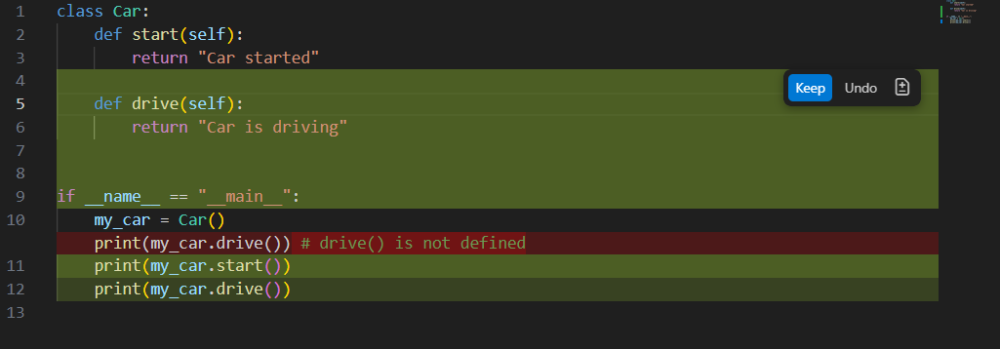 1 class Car:
2     def start(self):
3         return "Car started"
4
Keep Undo
5     def drive(self):
6         return "Car is driving"
7
8
9 if __name__ == "__main__":
10     my_car = Car()
    print(my_car.drive()) # drive() is not defined
11     print(my_car.start())
12     print(my_car.drive())
13